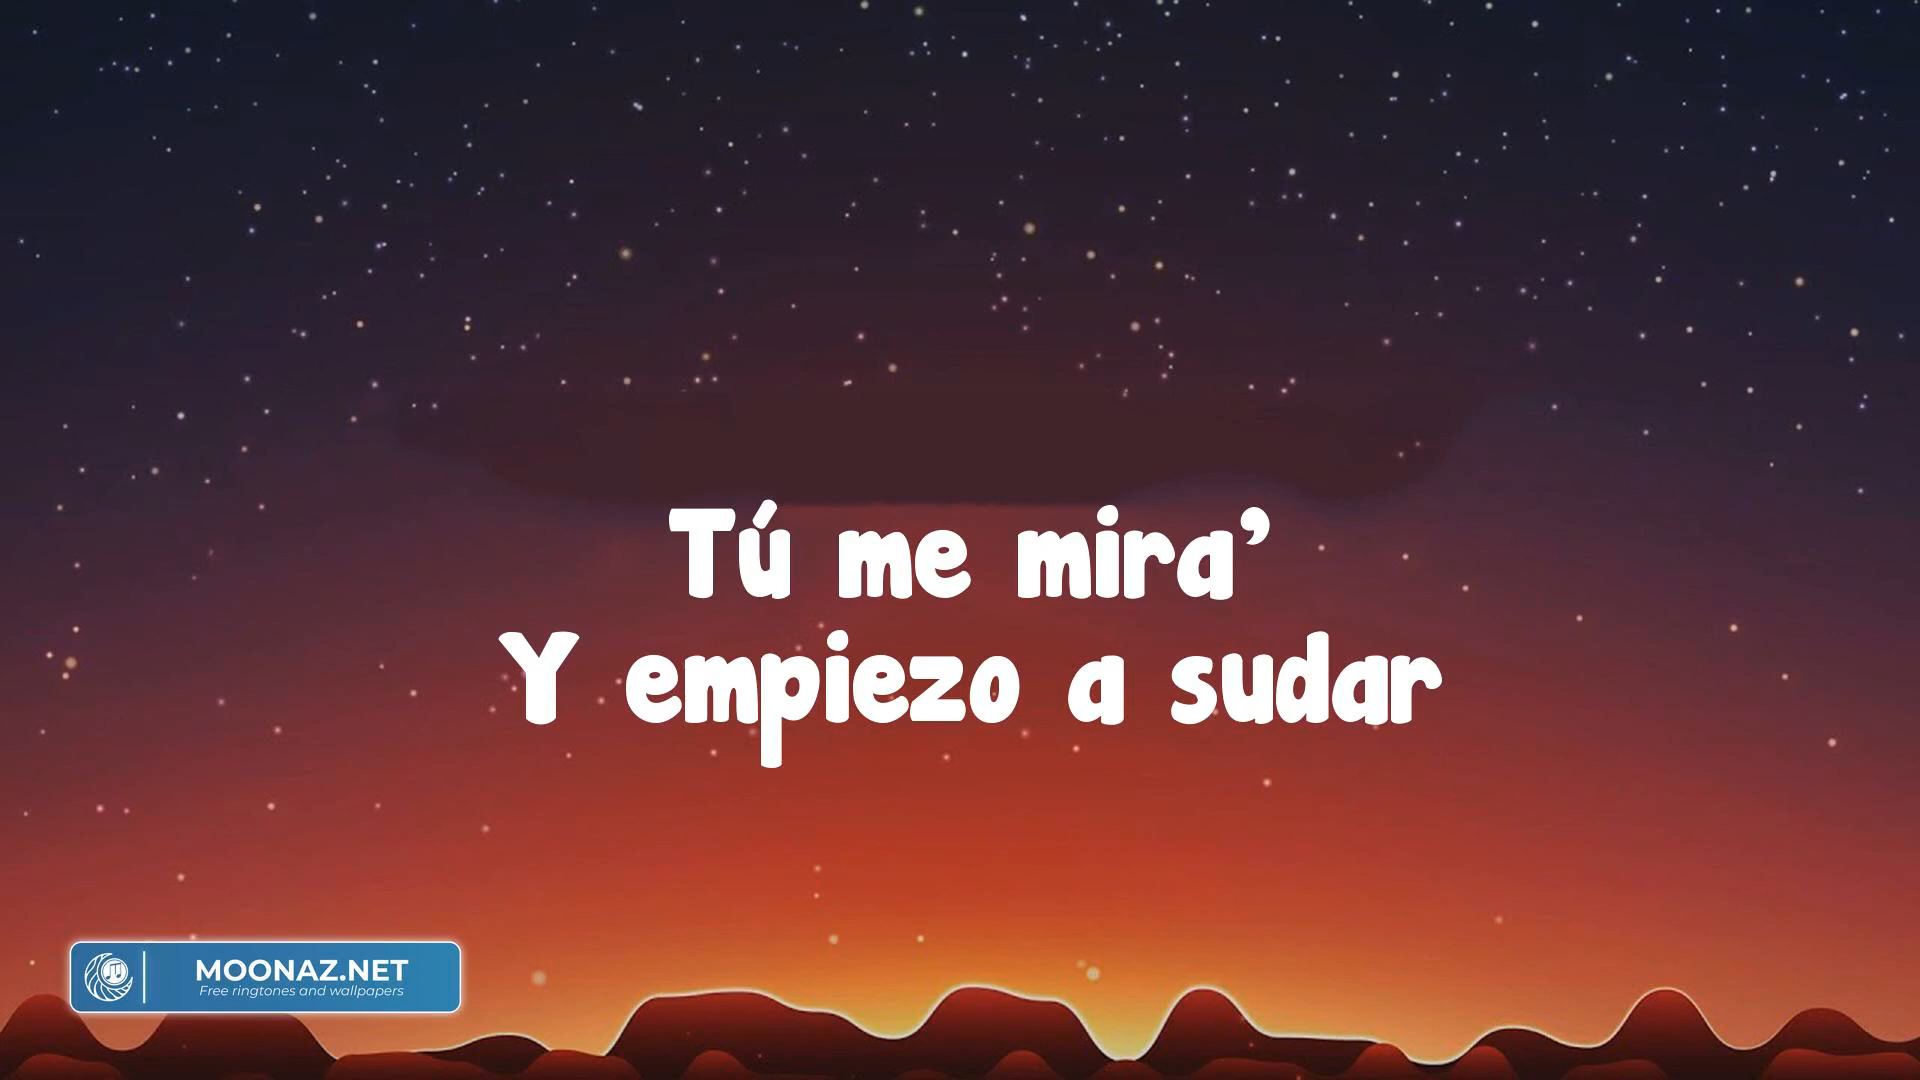 Tú me mira’
Y empiezo a sudar
MOONAZ.NET
Free ringtones and wallpapers